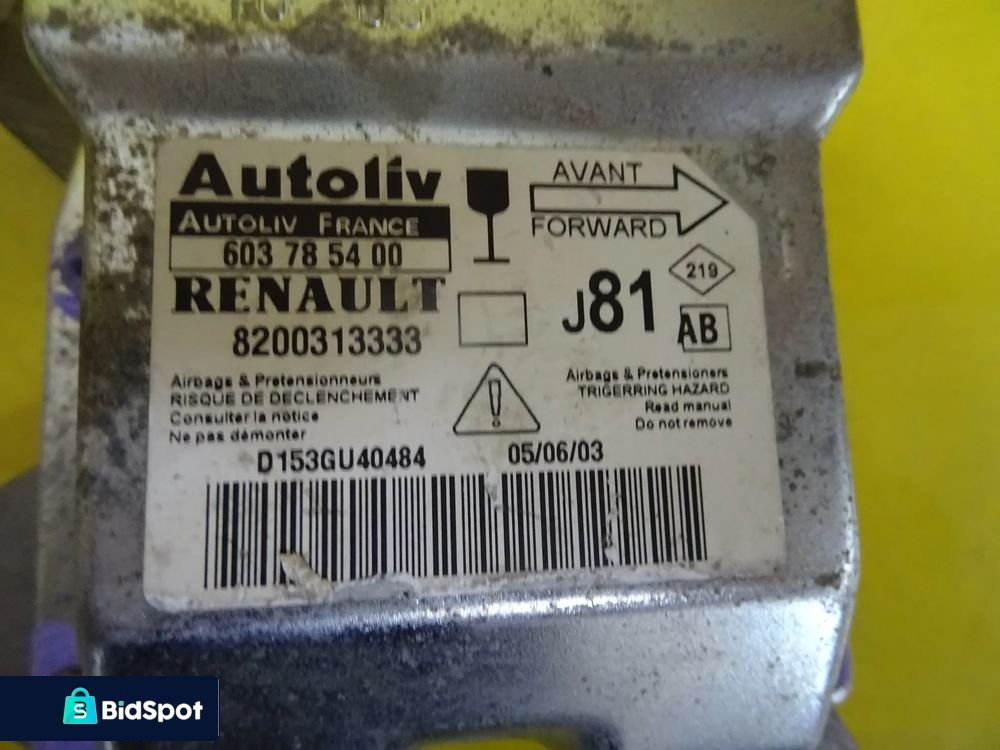 Autoliv
AUTOLIV FRANCE
603 78 54 00
RENAULT
8200313333
AVANT
FORWARD
J81
219
AB
Airbags & Pretensionneurs
RISQUE DE DECLENCHEMENT
Consulter la notice
Ne pas démonter
Airbags & Pretensioners
TRIGERRING HAZARD
Read manual
Do not remove
D153GU40484 05/06/03
S BidSpot